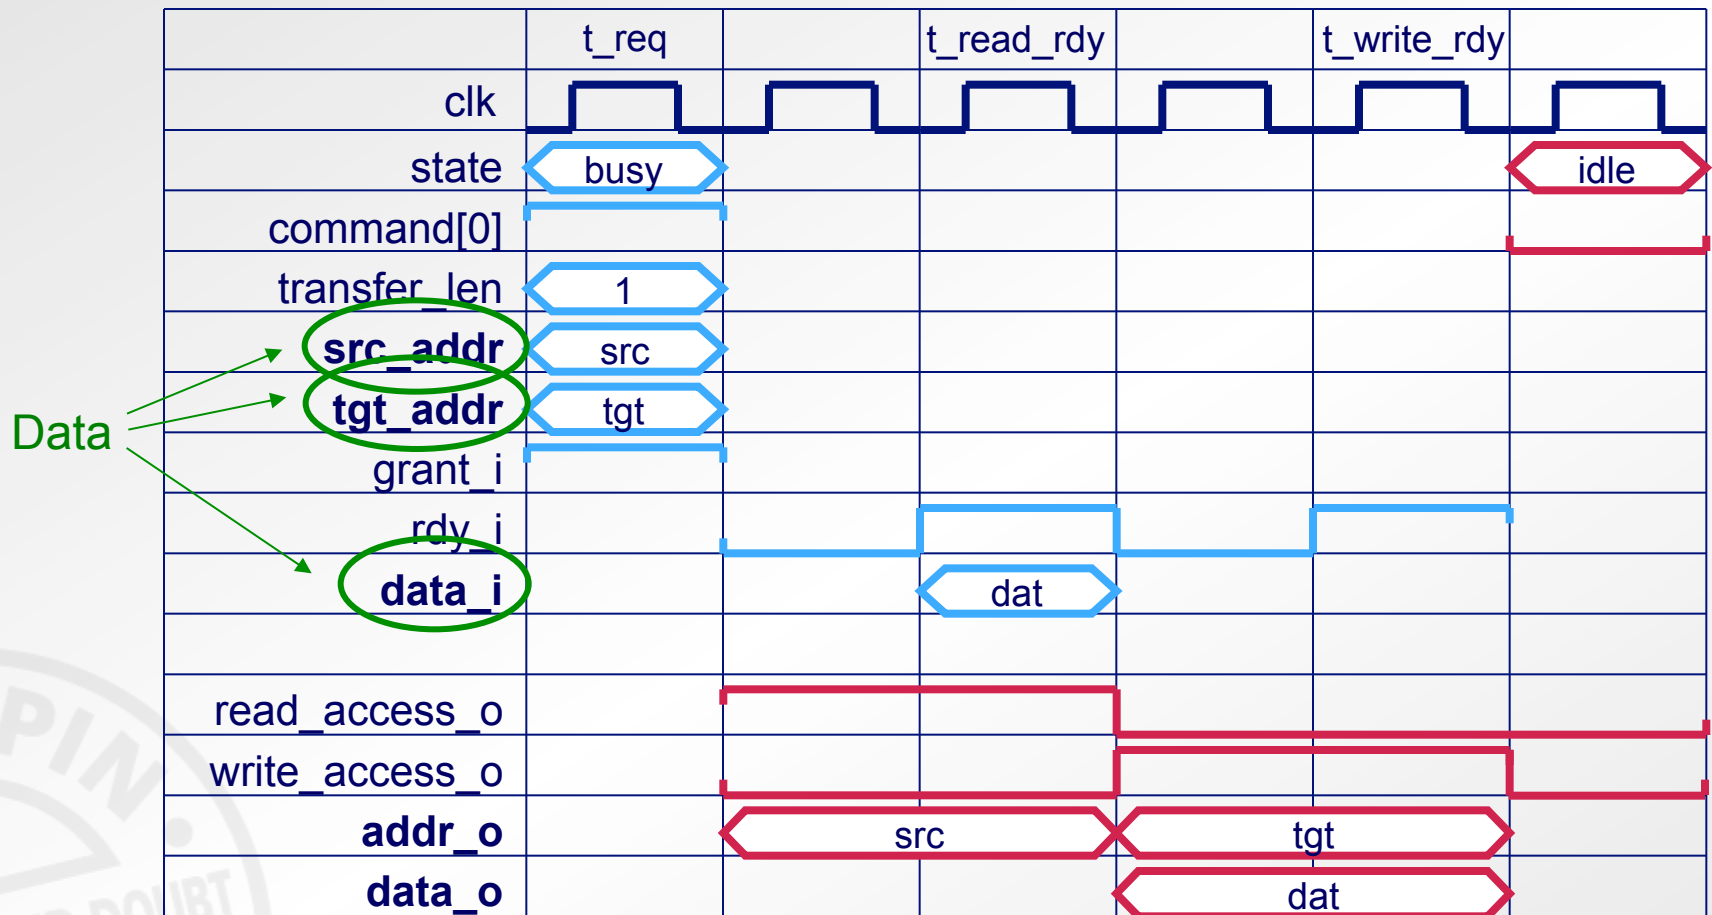 t_req t_read_rdy t_write_rdy
clk
state busy idle
command[0]
transfer_len 1
src_addr src
tgt_addr tgt
Data
grant_i
rdy_i
data_i dat
read_access_o
write_access_o
addr_o src tgt
data_o dat